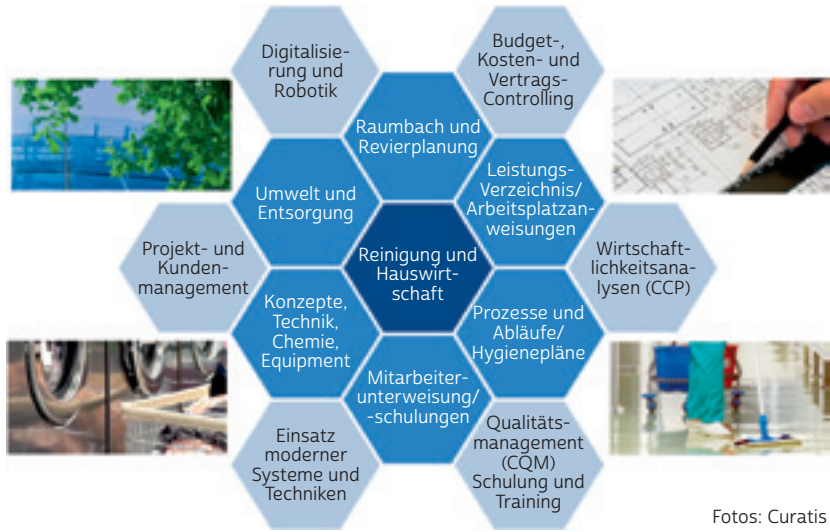 Digitalisie-
rung und
Robotik
Budget-,
Kosten- und
Vertrags-
Controlling
Raumbach und
Revierplanung
Umwelt und
Entsorgung
Leistungs-
Verzeichnis/
Arbeitsplatzan-
weisungen
Projekt- und
Kunden-
management
Reinigung und
Hauswirt-
schaft
Wirtschaft-
lichkeitsana-
lysen (CCP)
Konzepte,
Technik,
Chemie,
Equipment
Prozesse und
Abläufe/
Hygienepläne
Mitarbeiter-
unterweisung/
-schulungen
Einsatz
moderner
Systeme und
Techniken
Qualitäts-
management
(CQM)
Schulung und
Training
Fotos: Curatis